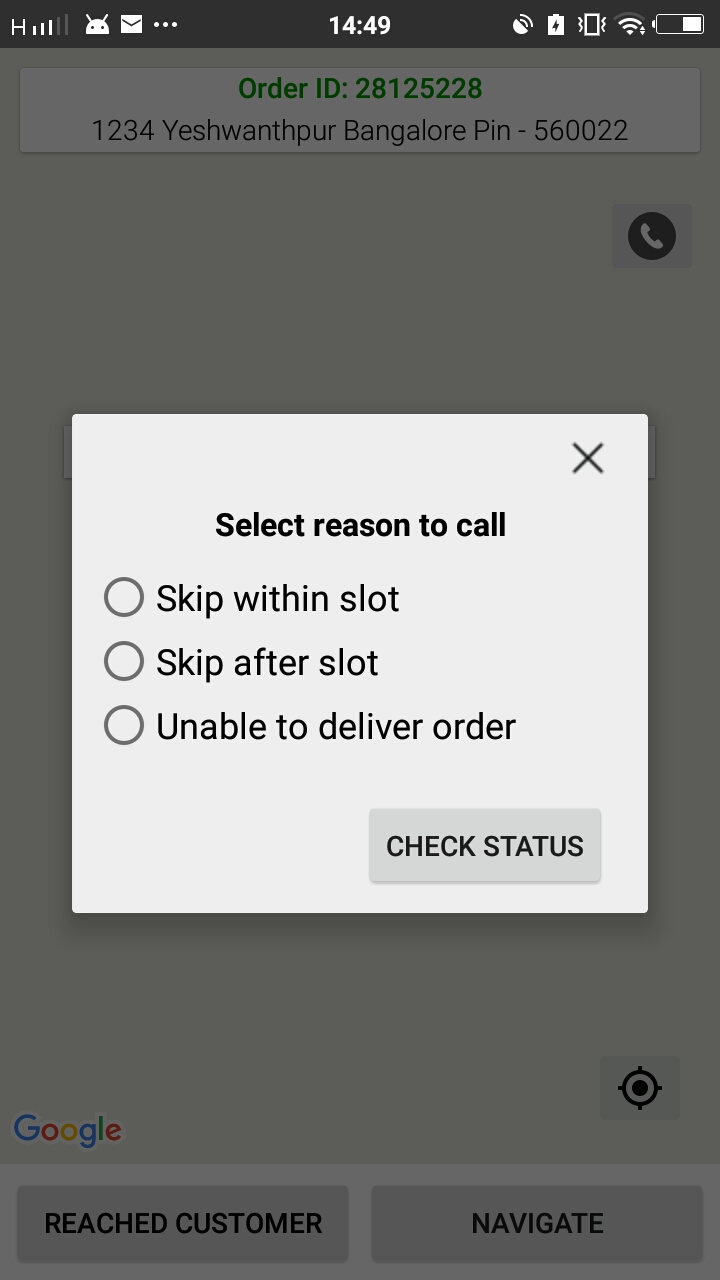 H
14:49
Order ID: 28125228
1234 Yeshwanthpur Bangalore Pin - 560022
Select reason to call
Skip within slot
Skip after slot
Unable to deliver order
CHECK STATUS
Google
REACHED CUSTOMER
NAVIGATE